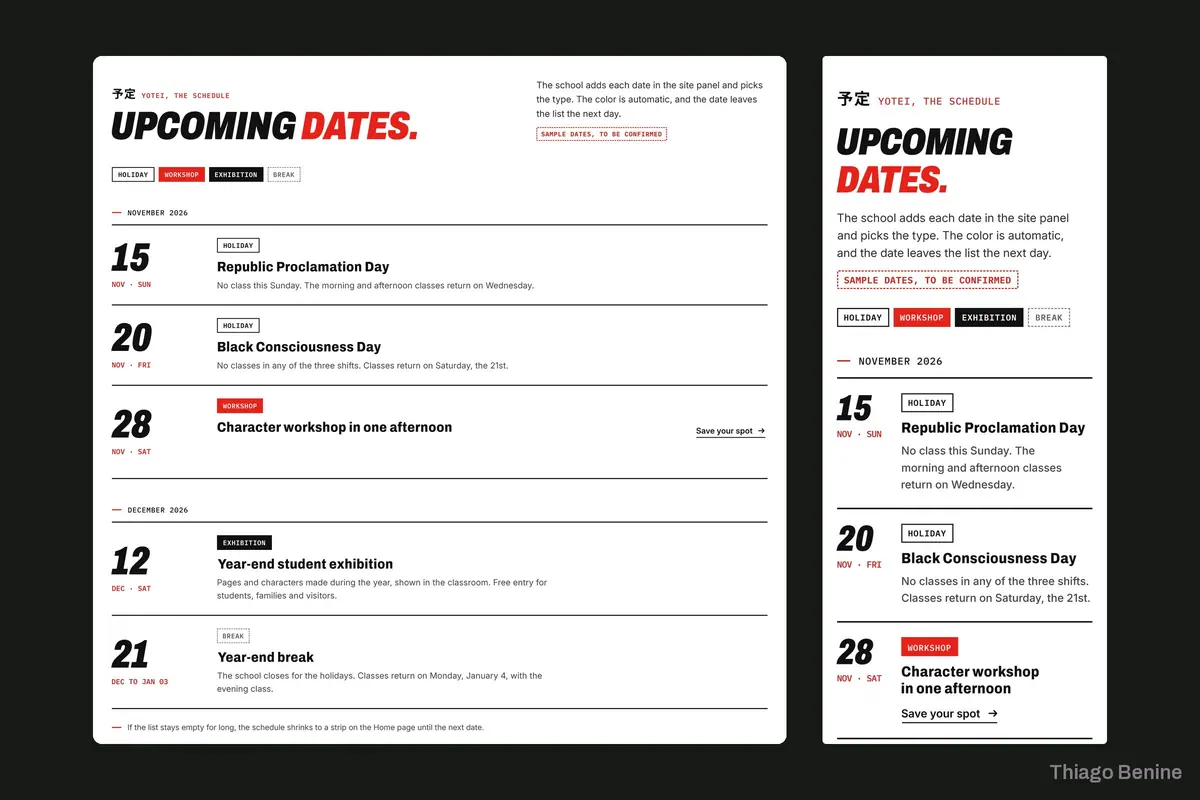 予定 YOTEI, THE SCHEDULE
UPCOMING DATES.
The school adds each date in the site panel and picks
the type. The color is automatic, and the date leaves
the list the next day.
SAMPLE DATES, TO BE CONFIRMED
HOLIDAY WORKSHOP EXHIBITION BREAK
— NOVEMBER 2026
15
NOV · SUN
HOLIDAY
Republic Proclamation Day
No class this Sunday. The morning and afternoon classes return on Wednesday.
20
NOV · FRI
HOLIDAY
Black Consciousness Day
No classes in any of the three shifts. Classes return on Saturday, the 21st.
28
NOV · SAT
WORKSHOP
Character workshop in one afternoon
Save your spot →
— DECEMBER 2026
12
DEC · SAT
EXHIBITION
Year-end student exhibition
Pages and characters made during the year, shown in the classroom. Free entry for
students, families and visitors.
21
DEC TO JAN 03
BREAK
Year-end break
The school closes for the holidays. Classes return on Monday, January 4, with the
evening class.
— If the list stays empty for long, the schedule shrinks to a strip on the Home page until the next date.
予定 YOTEI, THE SCHEDULE
UPCOMING
DATES.
The school adds each date in the site panel
and picks the type. The color is automatic,
and the date leaves the list the next day.
SAMPLE DATES, TO BE CONFIRMED
HOLIDAY WORKSHOP EXHIBITION BREAK
— NOVEMBER 2026
15
NOV · SUN
HOLIDAY
Republic Proclamation Day
No class this Sunday. The
morning and afternoon classes
return on Wednesday.
20
NOV · FRI
HOLIDAY
Black Consciousness Day
No classes in any of the three shifts.
Classes return on Saturday, the 21st.
28
NOV · SAT
WORKSHOP
Character workshop
in one afternoon
Save your spot →
Thiago Benine